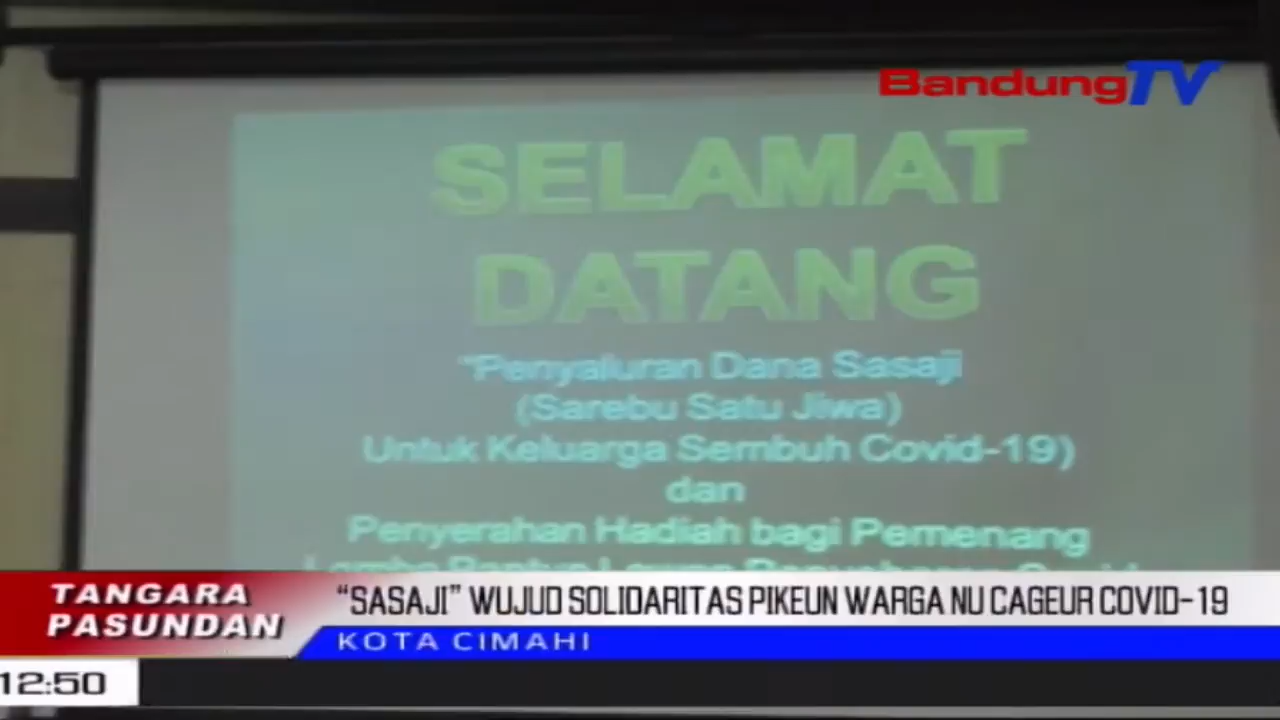 BandungTV
SELAMAT
DATANG
"Penyaluran Dana Sasaji
(Sarebu Satu Jiwa)
Untuk Keluarga Sembuh Covid-19)
dan
Penyerahan Hadiah bagi Pemenang
TANGARA
PASUNDAN
“SASAJI” WUJUD SOLIDARITAS PIKEUN WARGA NU CAGEUR COVID-19
KOTA CIMAHI
12:50